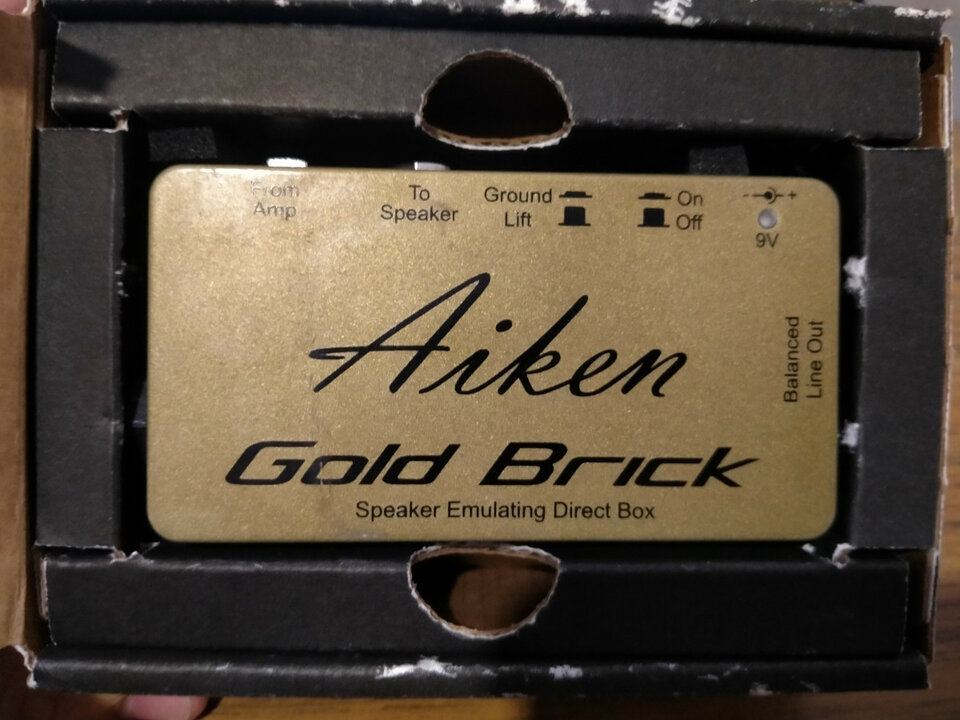 From
Amp
To
Speaker
Ground
Lift
On
Off
- +
9V
Aiken
Gold Brick
Speaker Emulating Direct Box
Balanced
Line Out